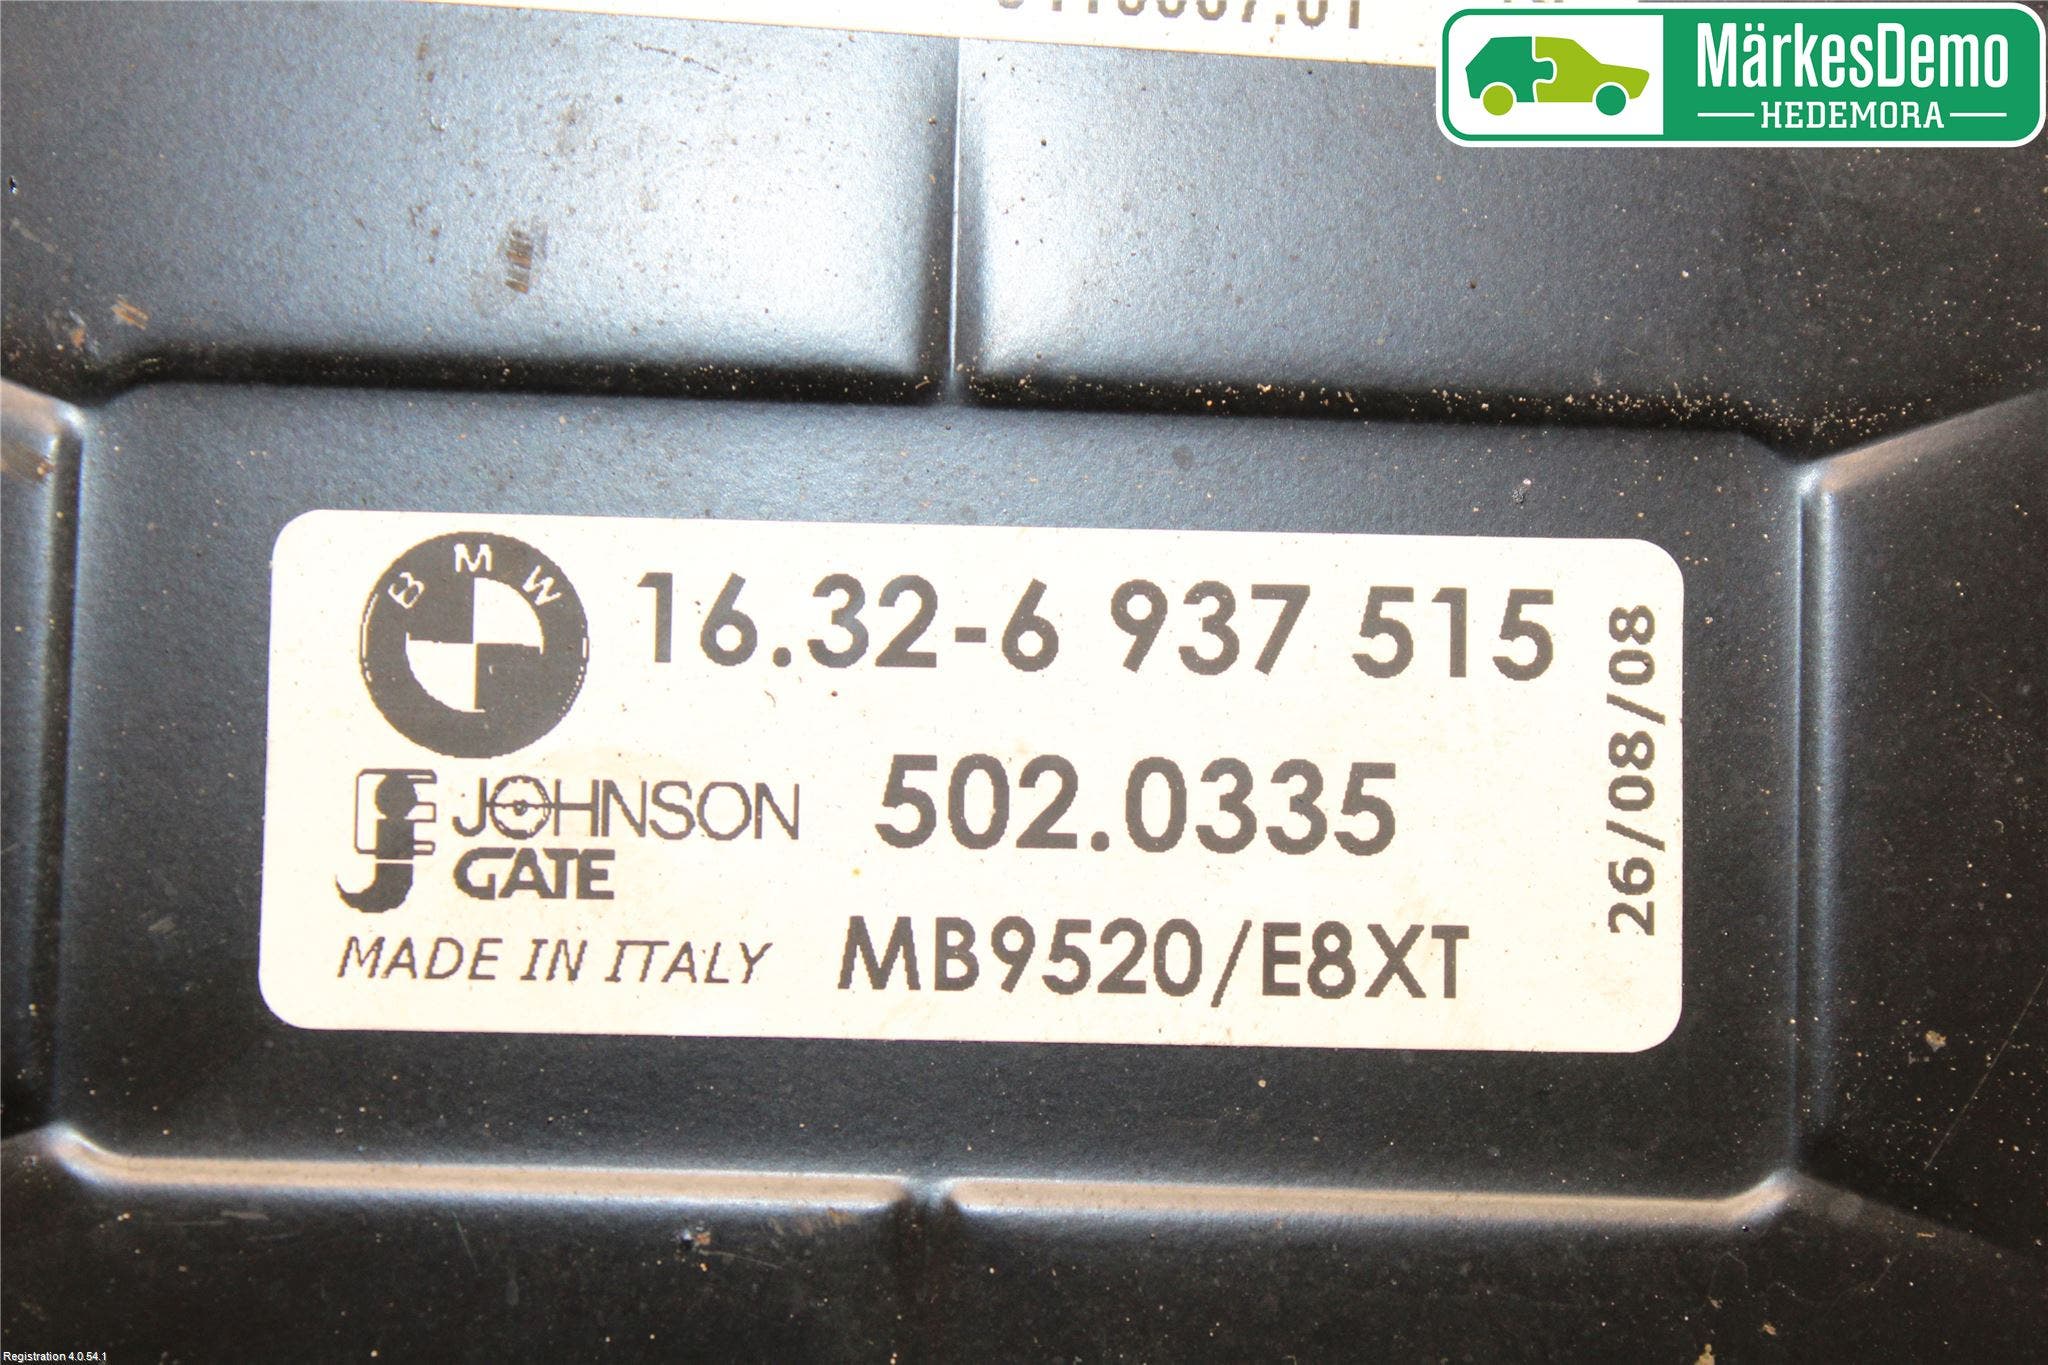 MärkesDemo
HEDEMORA
BMW
16.32-6 937 515
JOHNSON
GATE
502.0335
MADE IN ITALY
MB9520/E8XT
26/08/08
Registration 4.0.54.1